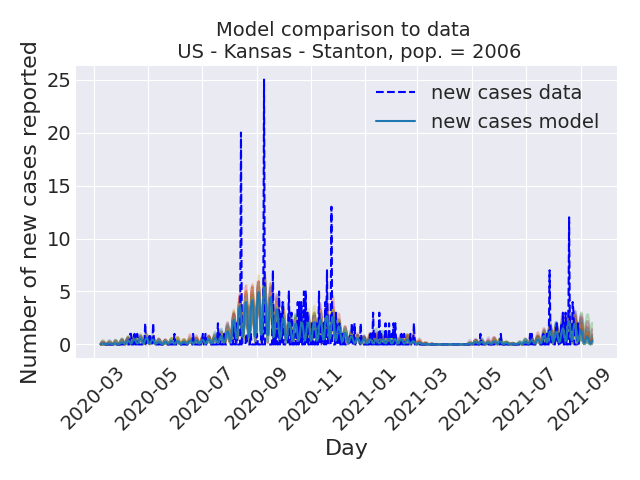 Model comparison to data
US - Kansas - Stanton, pop. = 2006
Number of new cases reported
25
20
15
10
5
0
new cases data
new cases model
2020-03
2020-05
2020-07
2020-09
2020-11
2021-01
2021-03
2021-05
2021-07
2021-09
Day